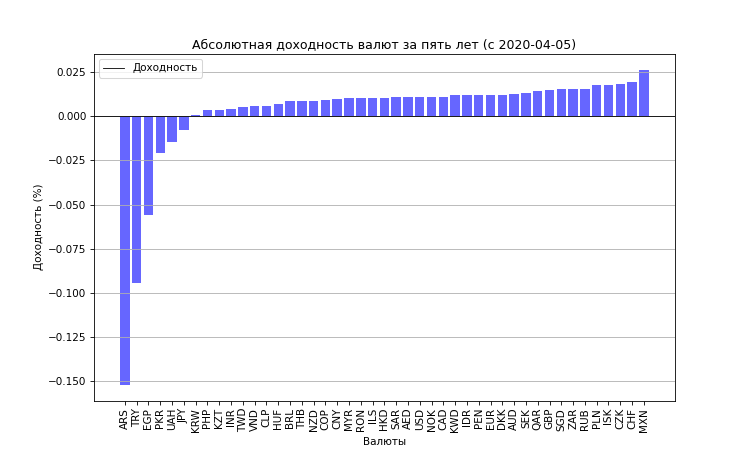 Абсолютная доходность валют за пять лет (с 2020-04-05)
Доходность
0.025
0.000
−0.025
−0.050
−0.075
−0.100
−0.125
−0.150
Доходность (%)
ARS
TRY
EGP
PKR
UAH
JPY
KRW
PHP
KZT
INR
TWD
VND
CLP
HUF
BRL
THB
NZD
COP
CNY
MYR
RON
ILS
HKD
SAR
AED
USD
NOK
CAD
KWD
IDR
PEN
EUR
DKK
AUD
SEK
QAR
GBP
SGD
ZAR
RUB
PLN
ISK
CZK
CHF
MXN
Валюты